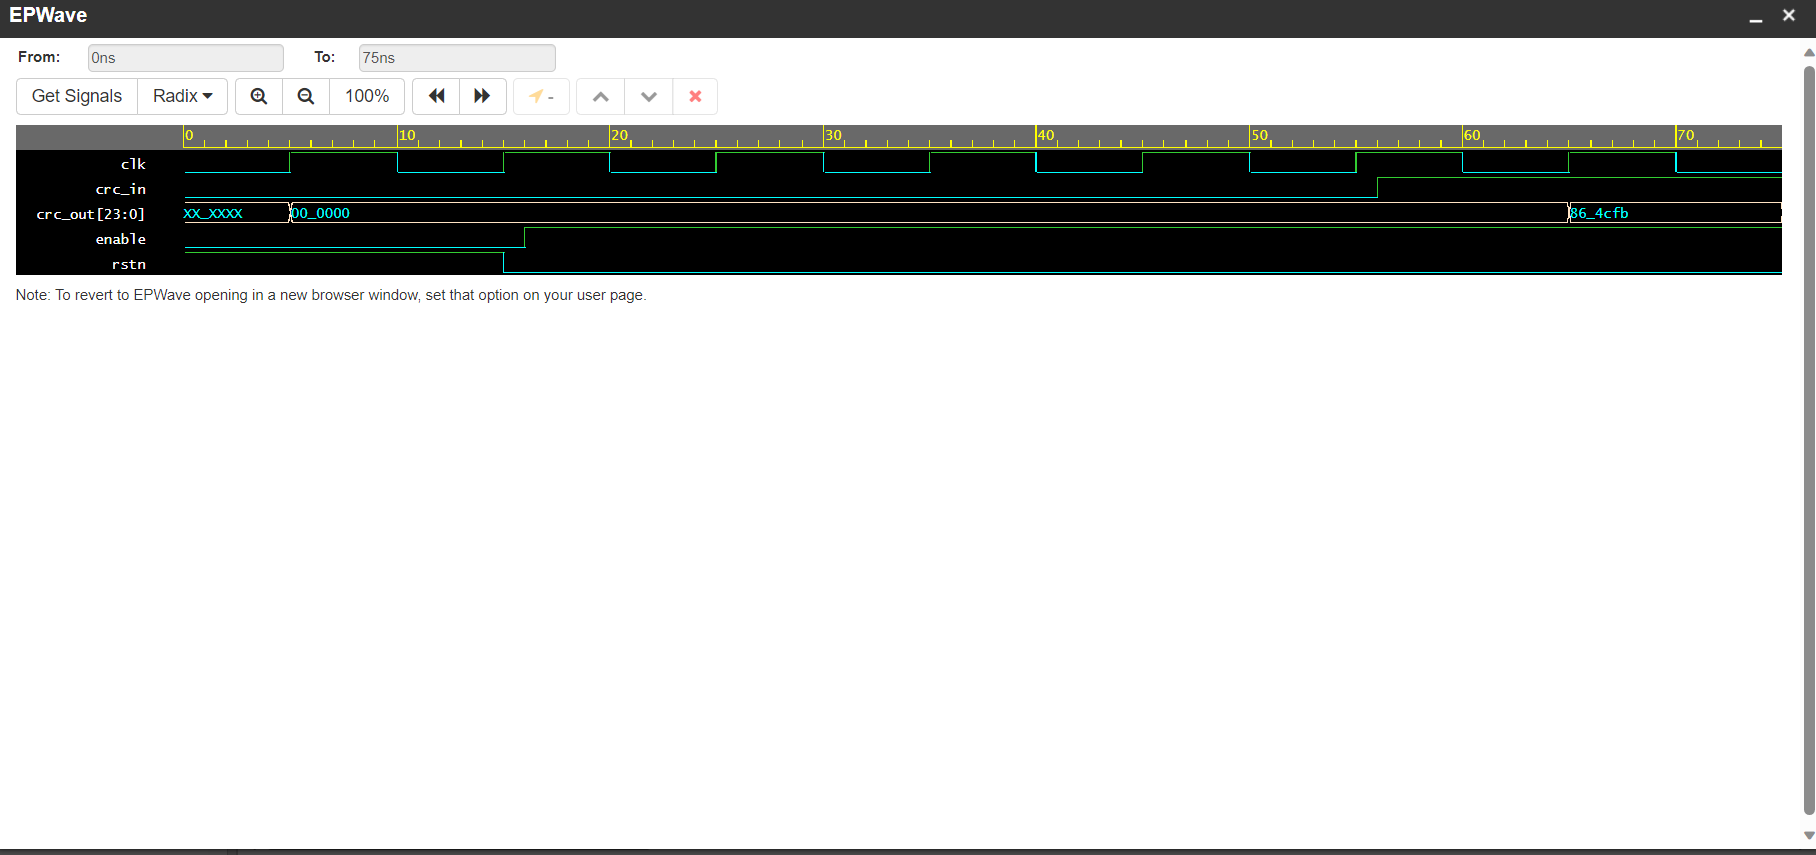 EPWave
From: 0ns To: 75ns
Get Signals Radix 100% -
0 10 20 30 40 50 60 70
clk
crc_in
crc_out[23:0] XX_XXXX 00_0000 86_4cfb
enable
rstn
Note: To revert to EPWave opening in a new browser window, set that option on your user page.